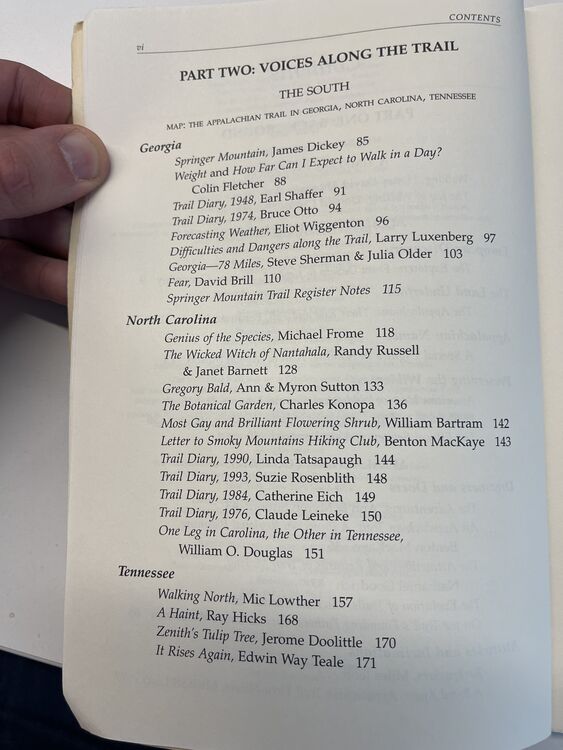 vi
CONTENTS
PART TWO: VOICES ALONG THE TRAIL
THE SOUTH
MAP: THE APPALACHIAN TRAIL IN GEORGIA, NORTH CAROLINA, TENNESSEE
Georgia
Springer Mountain, James Dickey 85
Weight and How Far Can I Expect to Walk in a Day?
Colin Fletcher 88
Trail Diary, 1948, Earl Shaffer 91
Trail Diary, 1974, Bruce Otto 94
Forecasting Weather, Eliot Wiggenton 96
Difficulties and Dangers along the Trail, Larry Luxenberg 97
Georgia—78 Miles, Steve Sherman & Julia Older 103
Fear, David Brill 110
Springer Mountain Trail Register Notes 115
North Carolina
Genius of the Species, Michael Frome 118
The Wicked Witch of Nantahala, Randy Russell
& Janet Barnett 128
Gregory Bald, Ann & Myron Sutton 133
The Botanical Garden, Charles Konopa 136
Most Gay and Brilliant Flowering Shrub, William Bartram 142
Letter to Smoky Mountains Hiking Club, Benton MacKaye 143
Trail Diary, 1990, Linda Tatsapaugh 144
Trail Diary, 1993, Suzie Rosenblith 148
Trail Diary, 1984, Catherine Eich 149
Trail Diary, 1976, Claude Leineke 150
One Leg in Carolina, the Other in Tennessee,
William O. Douglas 151
Tennessee
Walking North, Mic Lowther 157
A Haint, Ray Hicks 168
Zenith's Tulip Tree, Jerome Doolittle 170
It Rises Again, Edwin Way Teale 171